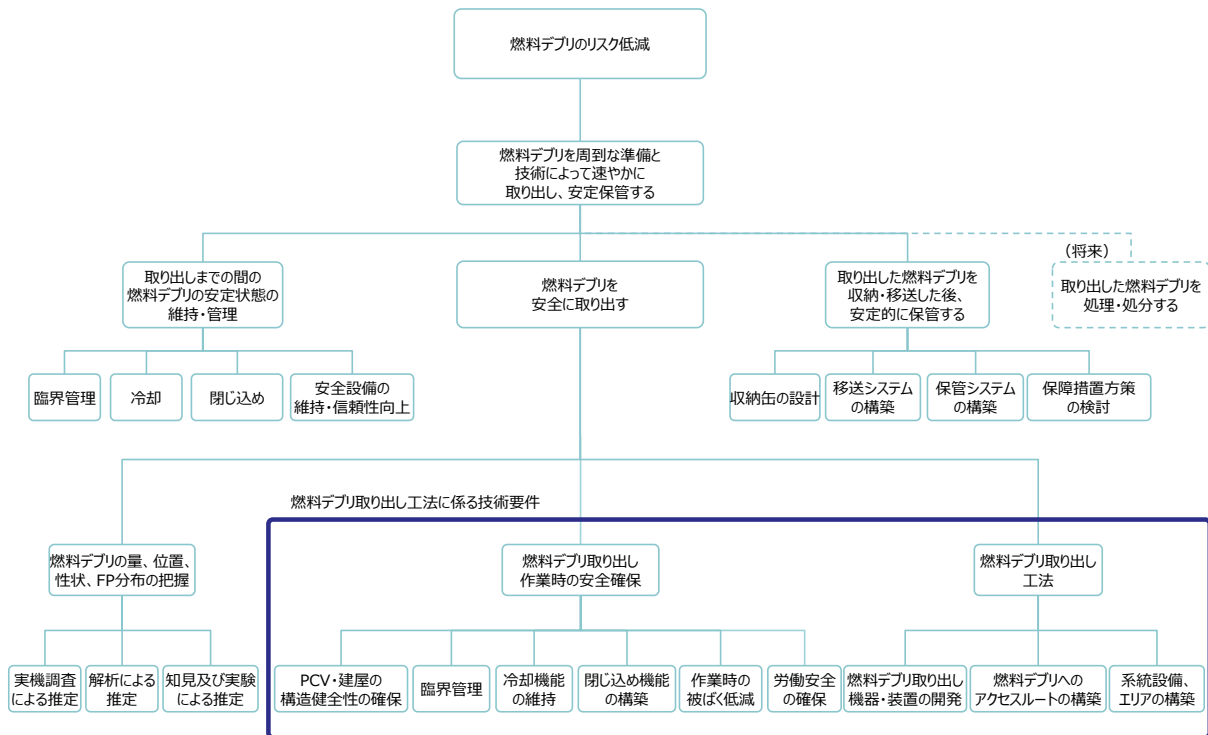 燃料デブリのリスク低減
燃料デブリを周到な準備と
技術によって速やかに
取り出し、安定保管する
（将来）
取り出しまでの間の
燃料デブリの安定状態の
維持・管理
燃料デブリを
安全に取出す
取り出した燃料デブリを
収納・移送した後、
安定的に保管する
取り出した燃料デブリを
処理・処分する
臨界管理
冷却
閉じ込め
安全設備の
維持・信頼性向上
収納缶の設計
移送システム
の構築
保管システム
の構築
保障措置方策
の検討
燃料デブリ取り出し工法に係る技術要件
燃料デブリの量、位置、
性状、FP分布の把握
燃料デブリ取り出し
作業時の安全確保
燃料デブリ取り出し
工法
実機調査
による推定
解析による
推定
知見及び実験
による推定
PCV・建屋の
構造健全性の確保
臨界管理
冷却機能
の維持
閉じ込め機能
の構築
作業時の
被ばく低減
労働安全
の確保
燃料デブリ取り出し
機器・装置の開発
燃料デブリへの
アクセスルートの構築
系統設備、
エリアの構築